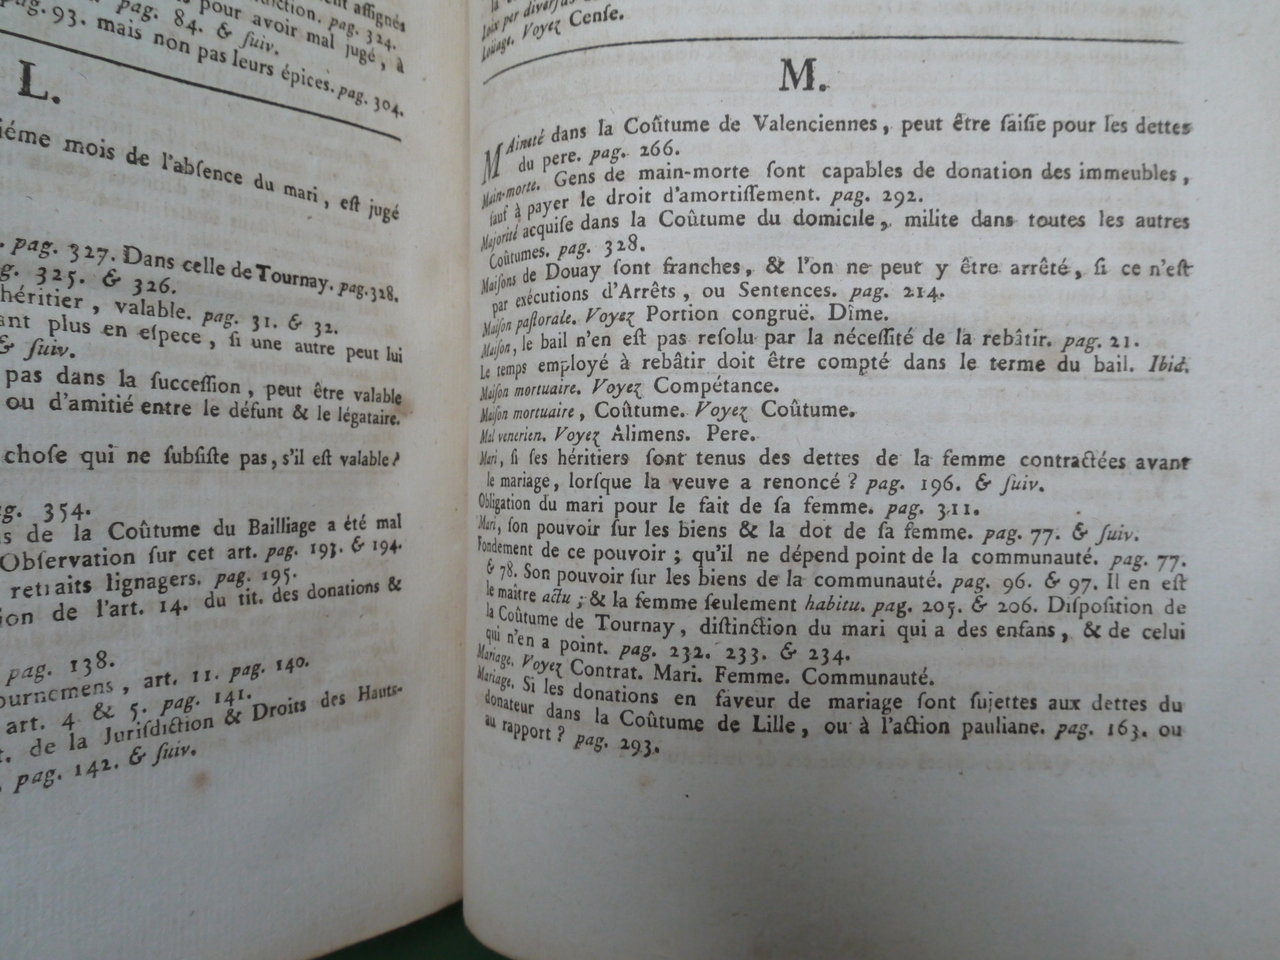 ent assignés
ction. pag. 324.
s pour avoir mal jugé, à
pag. 84. & ſuiv.
pag. 93. mais non pas leurs épices. pag. 304.
L.
iéme mois de l'abſence du mari, eſt jugé
. pag. 327. Dans celle de Tournay. pag. 328.
g. 325. & 326.
héritier, valable. pag. 31. & 32.
ant plus en eſpece, ſi une autre peut lui
& ſuiv.
pas dans la ſucceſſion, peut être valable
ou d'amitié entre le défunt & le légataire.
choſe qui ne ſubſiſte pas, s'il eſt valable?
g. 354.
s de la Coûtume du Bailliage a été mal
Obſervation ſur cet art. pag. 193. & 194.
retraits lignagers. pag. 195.
ion de l'art. 14. du tit. des donations &
pag. 138.
ournemens, art. 11. pag. 140.
art. 4 & 5. pag. 141.
t. de la Juriſdiction & Droits des Hauts-
, pag. 142. & ſuiv.
Loix per diverſas
Loüage. Voyez Cenſe.
M.
MAineté dans la Coûtume de Valenciennes, peut être ſaiſie pour les dettes
du pere. pag. 266.
Main-morte. Gens de main-morte ſont capables de donation des immeubles,
ſauf à payer le droit d'amortiſſement. pag. 292.
Majorité acquiſe dans la Coûtume du domicile, milite dans toutes les autres
Coûtumes. pag. 328.
Maiſons de Douay ſont franches, & l'on ne peut y être arrêté, ſi ce n'eſt
par exécutions d'Arrêts, ou Sentences. pag. 214.
Maiſon paſtorale. Voyez Portion congruë. Dîme.
Maiſon, le bail n'en eſt pas reſolu par la néceſſité de la rebâtir. pag. 21.
Le temps employé à rebâtir doit être compté dans le terme du bail. Ibid.
Maiſon mortuaire. Voyez Compétance.
Maiſon mortuaire, Coûtume. Voyez Coûtume.
Mal venerien. Voyez Alimens. Pere.
Mari, ſi ſes héritiers ſont tenus des dettes de la femme contractées avant
le mariage, lorſque la veuve a renoncé? pag. 196. & ſuiv.
Obligation du mari pour le fait de ſa femme. pag. 311.
Mari, ſon pouvoir ſur les biens & la dot de ſa femme. pag. 77. & ſuiv.
Fondement de ce pouvoir; qu'il ne dépend point de la communauté. pag. 77.
& 78. Son pouvoir ſur les biens de la communauté. pag. 96. & 97. Il en eſt
le maître actu; & la femme ſeulement habitu. pag. 205. & 206. Diſpoſition de
la Coûtume de Tournay, diſtinction du mari qui a des enfans, & de celui
qui n'en a point. pag. 232. 233. & 234.
Mariage. Voyez Contrat. Mari. Femme. Communauté.
Mariage. Si les donations en faveur de mariage ſont ſujettes aux dettes du
donateur dans la Coûtume de Lille, ou à l'action pauliane. pag. 163. ou
au rapport? pag. 293.